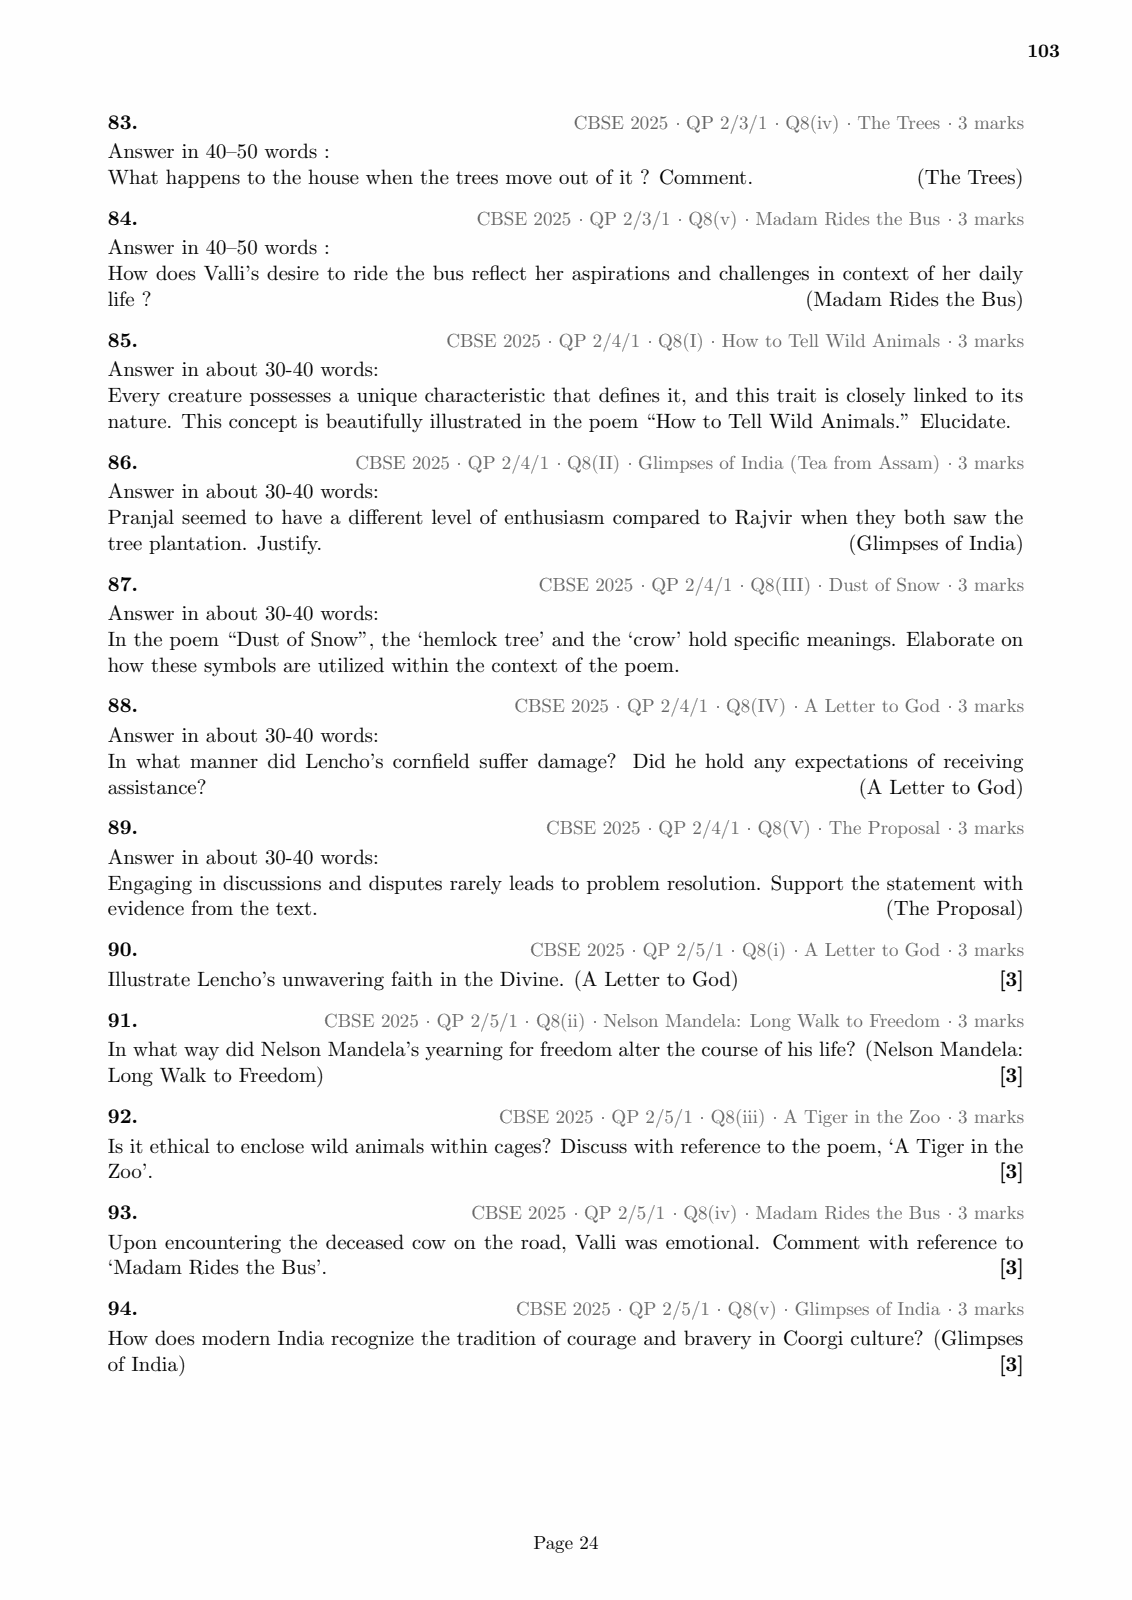 103
83. CBSE 2025 · QP 2/3/1 · Q8(iv) · The Trees · 3 marks
Answer in 40–50 words :
What happens to the house when the trees move out of it ? Comment. (The Trees)
84. CBSE 2025 · QP 2/3/1 · Q8(v) · Madam Rides the Bus · 3 marks
Answer in 40–50 words :
How does Valli's desire to ride the bus reflect her aspirations and challenges in context of her daily
life ? (Madam Rides the Bus)
85. CBSE 2025 · QP 2/4/1 · Q8(I) · How to Tell Wild Animals · 3 marks
Answer in about 30-40 words:
Every creature possesses a unique characteristic that defines it, and this trait is closely linked to its
nature. This concept is beautifully illustrated in the poem “How to Tell Wild Animals.” Elucidate.
86. CBSE 2025 · QP 2/4/1 · Q8(II) · Glimpses of India (Tea from Assam) · 3 marks
Answer in about 30-40 words:
Pranjal seemed to have a different level of enthusiasm compared to Rajvir when they both saw the
tree plantation. Justify. (Glimpses of India)
87. CBSE 2025 · QP 2/4/1 · Q8(III) · Dust of Snow · 3 marks
Answer in about 30-40 words:
In the poem “Dust of Snow”, the ‘hemlock tree’ and the ‘crow’ hold specific meanings. Elaborate on
how these symbols are utilized within the context of the poem.
88. CBSE 2025 · QP 2/4/1 · Q8(IV) · A Letter to God · 3 marks
Answer in about 30-40 words:
In what manner did Lencho’s cornfield suffer damage? Did he hold any expectations of receiving
assistance? (A Letter to God)
89. CBSE 2025 · QP 2/4/1 · Q8(V) · The Proposal · 3 marks
Answer in about 30-40 words:
Engaging in discussions and disputes rarely leads to problem resolution. Support the statement with
evidence from the text. (The Proposal)
90. CBSE 2025 · QP 2/5/1 · Q8(i) · A Letter to God · 3 marks
Illustrate Lencho’s unwavering faith in the Divine. (A Letter to God) [3]
91. CBSE 2025 · QP 2/5/1 · Q8(ii) · Nelson Mandela: Long Walk to Freedom · 3 marks
In what way did Nelson Mandela’s yearning for freedom alter the course of his life? (Nelson Mandela:
Long Walk to Freedom) [3]
92. CBSE 2025 · QP 2/5/1 · Q8(iii) · A Tiger in the Zoo · 3 marks
Is it ethical to enclose wild animals within cages? Discuss with reference to the poem, ‘A Tiger in the
Zoo’. [3]
93. CBSE 2025 · QP 2/5/1 · Q8(iv) · Madam Rides the Bus · 3 marks
Upon encountering the deceased cow on the road, Valli was emotional. Comment with reference to
‘Madam Rides the Bus’. [3]
94. CBSE 2025 · QP 2/5/1 · Q8(v) · Glimpses of India · 3 marks
How does modern India recognize the tradition of courage and bravery in Coorgi culture? (Glimpses
of India) [3]
Page 24